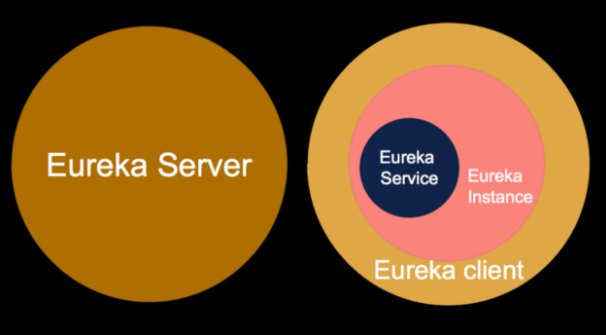 Eureka Server
Eureka
Service
Eureka
Instance
Eureka client